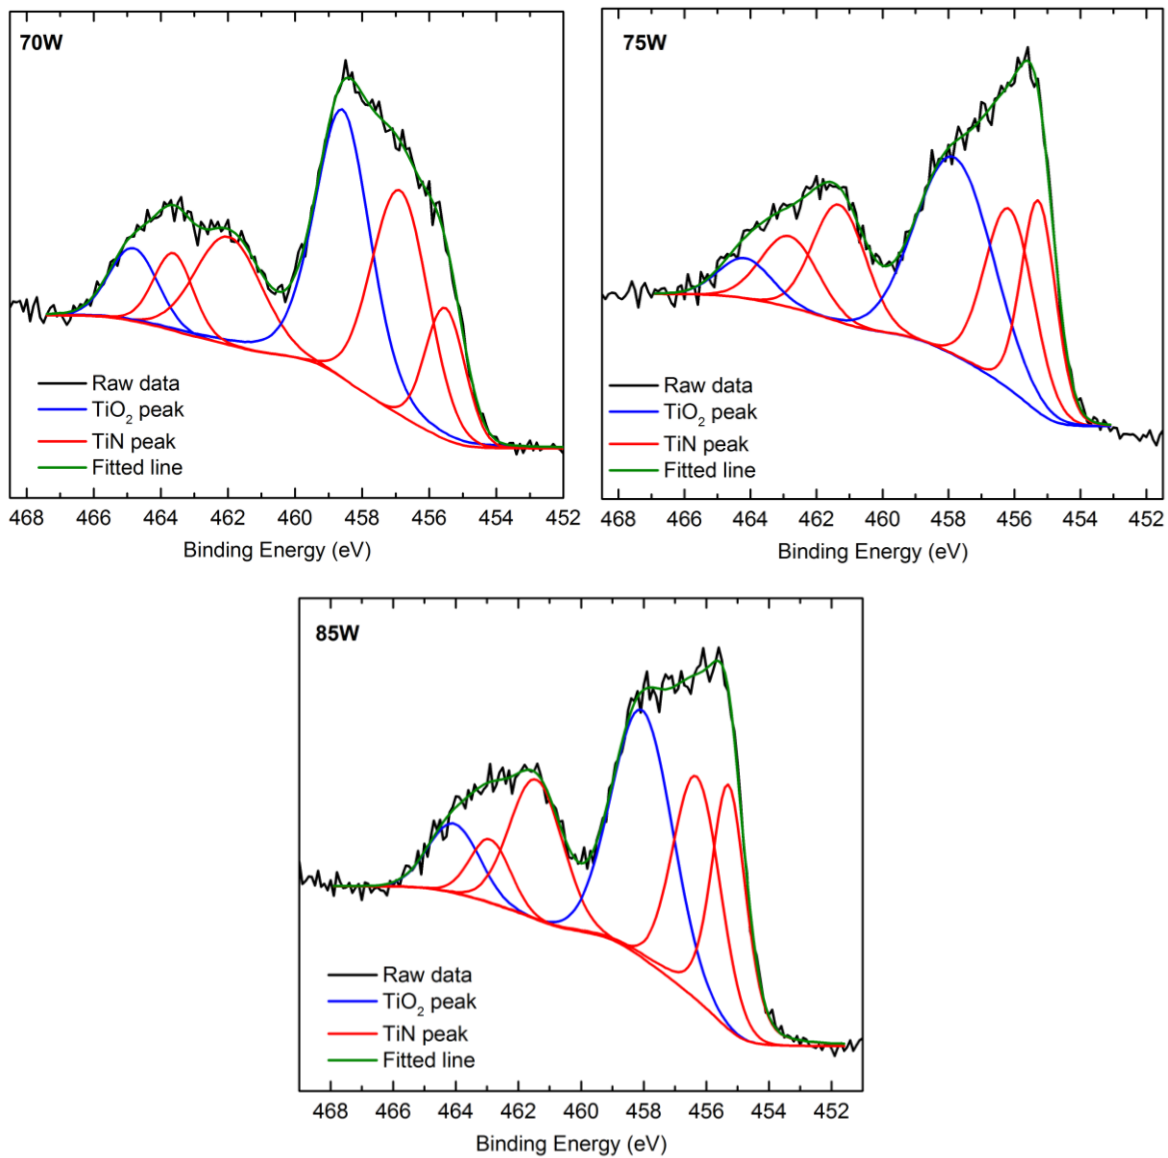 70W
Raw data
TiO2 peak
TiN peak
Fitted line
468 466 464 462 460 458 456 454 452
Binding Energy (eV)
75W
Raw data
TiO2 peak
TiN peak
Fitted line
468 466 464 462 460 458 456 454 452
Binding Energy (eV)
85W
Raw data
TiO2 peak
TiN peak
Fitted line
468 466 464 462 460 458 456 454 452
Binding Energy (eV)